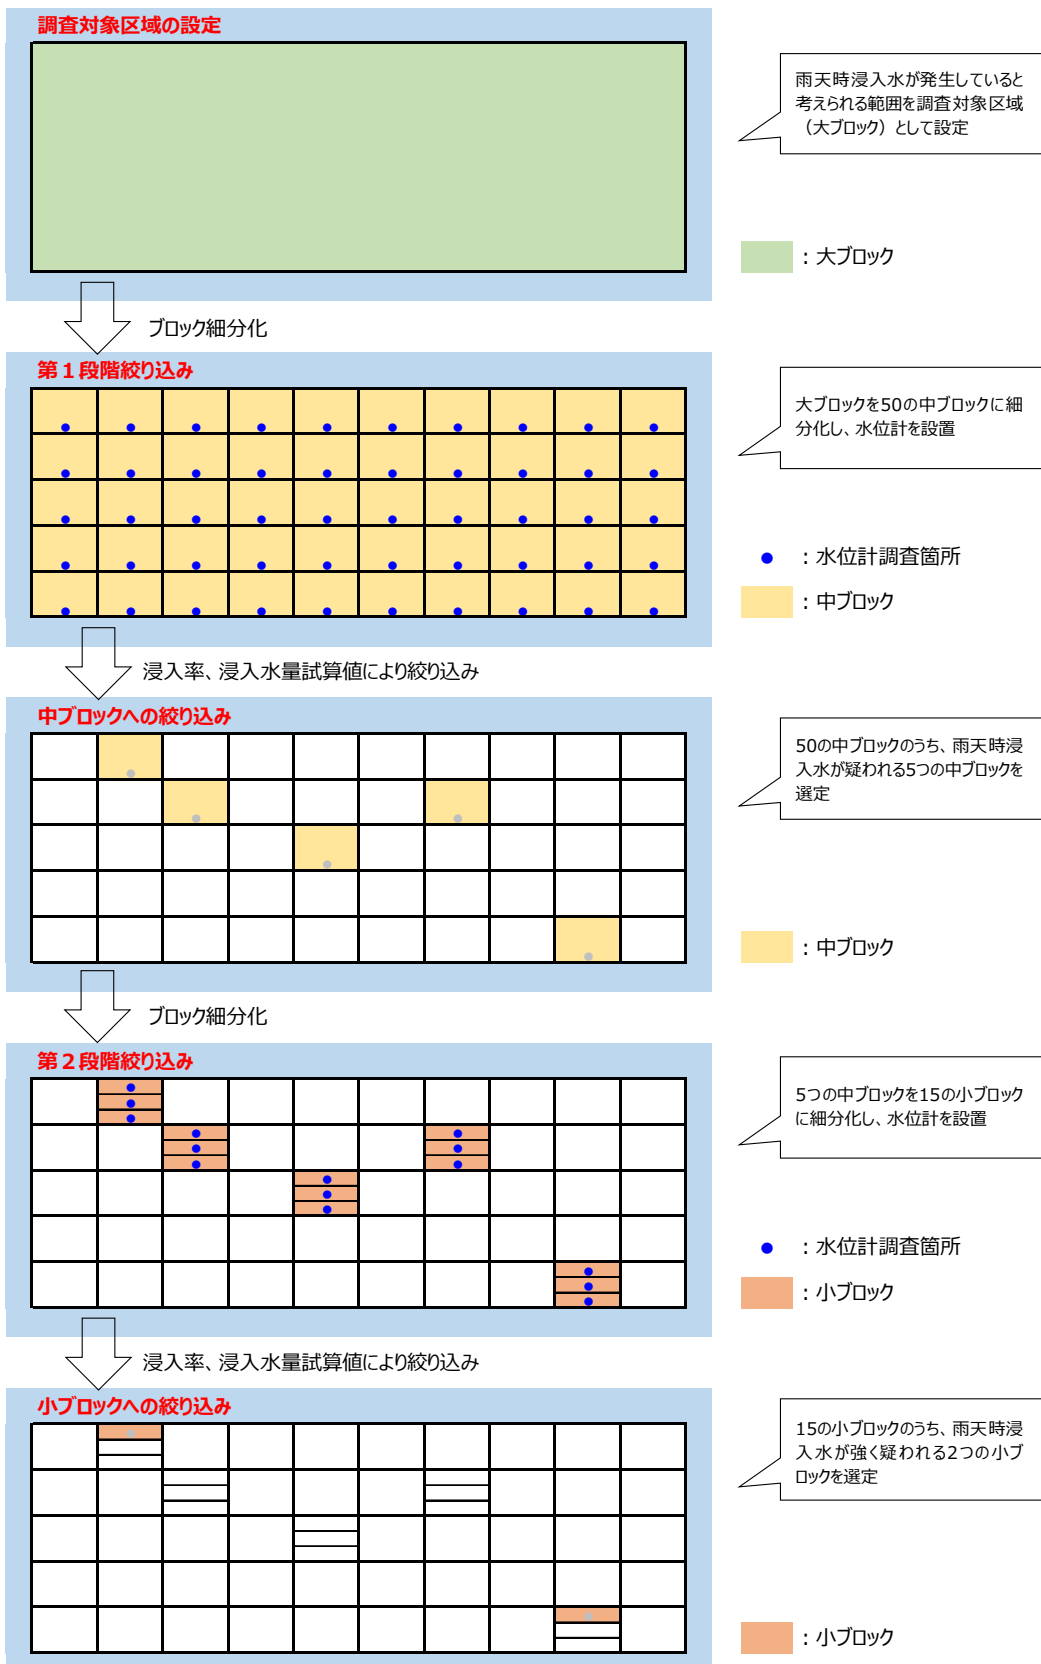 調査対象区域の設定
雨天時浸入水が発生していると
考えられる範囲を調査対象区域
(大ブロック)として設定
：大ブロック
ブロック細分化
第１段階絞り込み
大ブロックを50の中ブロックに細
分化し、水位計を設置
：水位計調査箇所
：中ブロック
浸入率、浸入水量試算値により絞り込み
中ブロックへの絞り込み
50の中ブロックのうち、雨天時浸
入水が疑われる5つの中ブロックを
選定
：中ブロック
ブロック細分化
第２段階絞り込み
5つの中ブロックを15の小ブロック
に細分化し、水位計を設置
：水位計調査箇所
：小ブロック
浸入率、浸入水量試算値により絞り込み
小ブロックへの絞り込み
15の小ブロックのうち、雨天時浸
入水が強く疑われる2つの小ブ
ロックを選定
：小ブロック